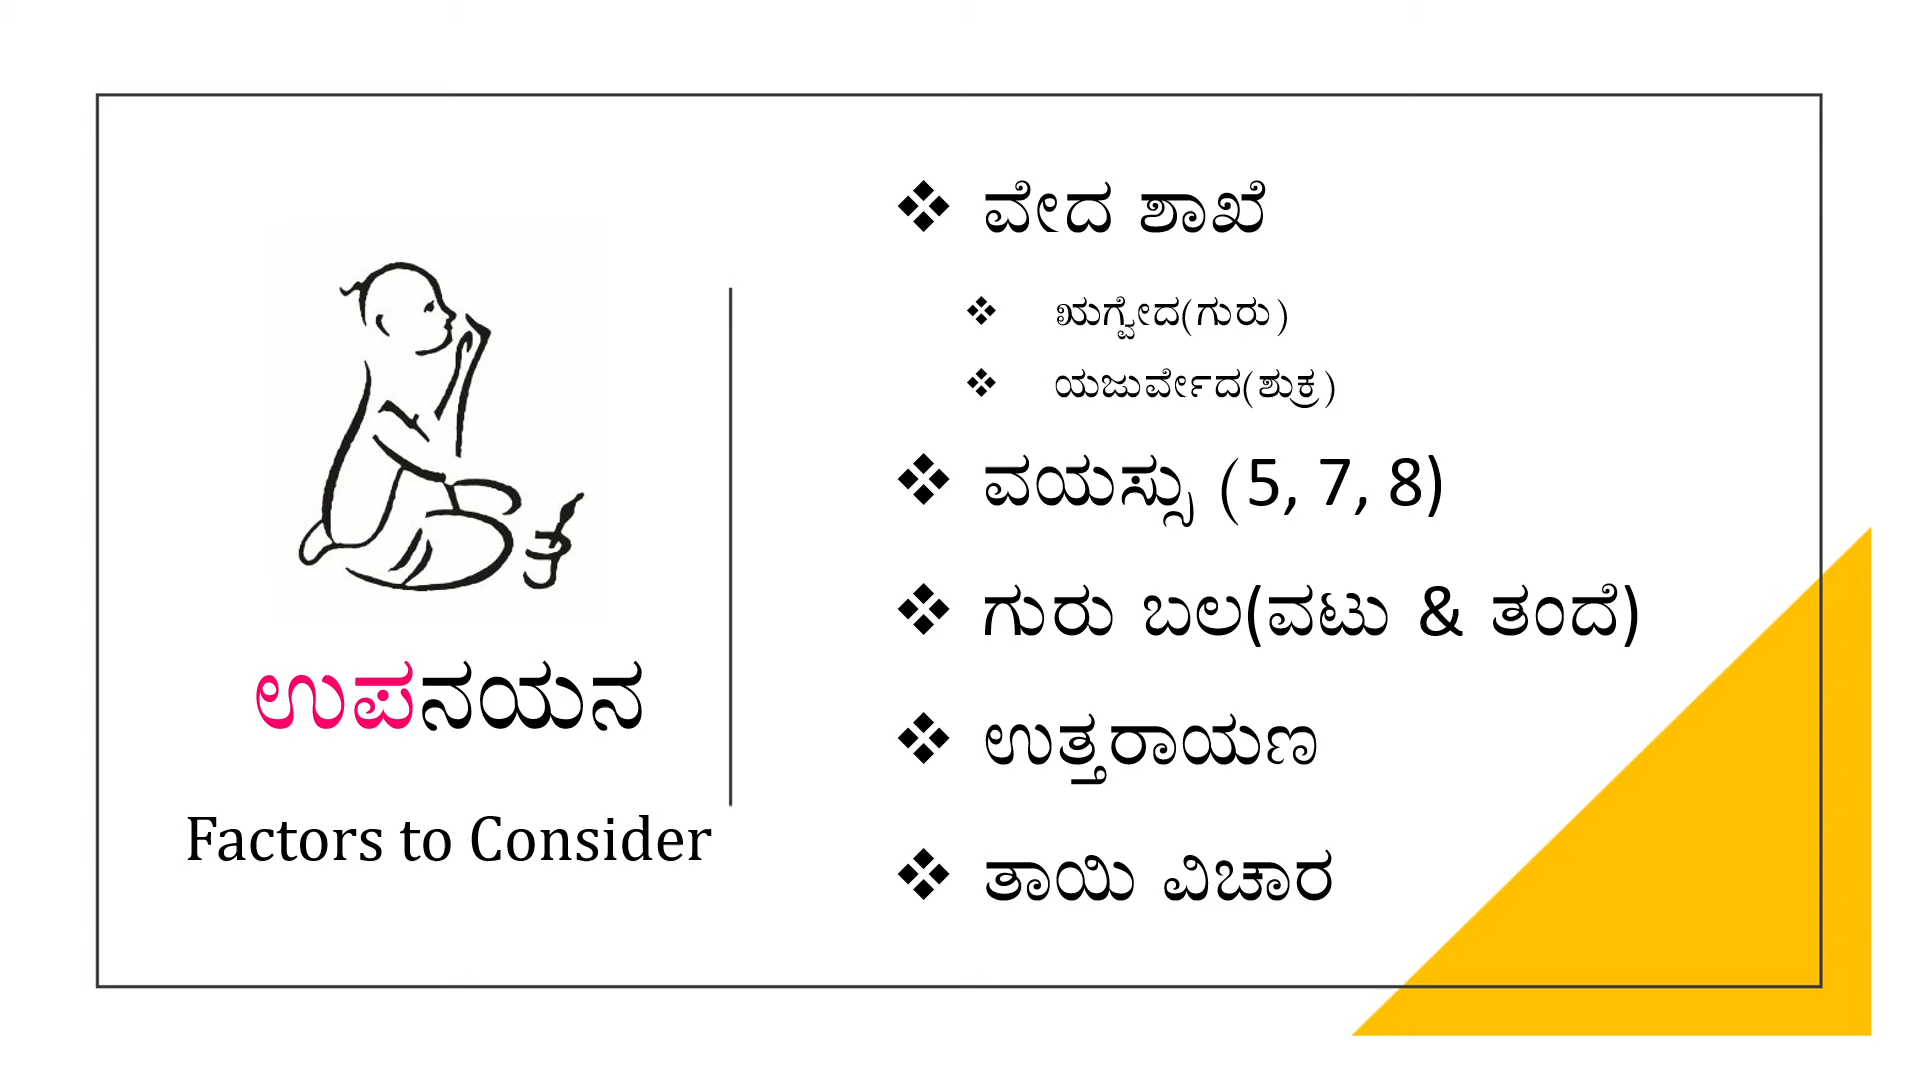 ಉಪನಯನ
Factors to Consider
❖ ವೇದ ಶಾಖೆ
❖ ಋಗ್ವೇದ(ಗುರು)
❖ ಯಜುರ್ವೇದ(ಶುಕ್ರ)
❖ ವಯಸ್ಸು (5, 7, 8)
❖ ಗುರು ಬಲ(ವಟು & ತಂದೆ)
❖ ಉತ್ತರಾಯಣ
❖ ತಾಯಿ ವಿಚಾರ